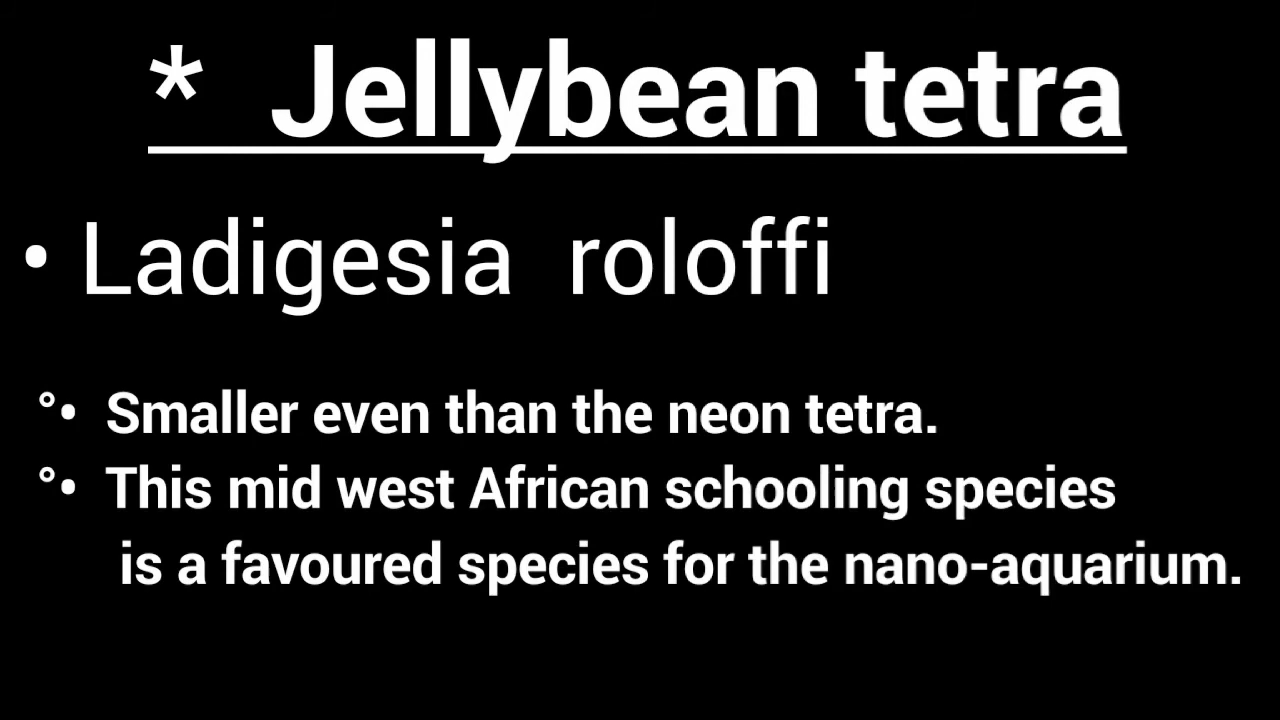 * Jellybean tetra
• Ladigesia roloffi
°• Smaller even than the neon tetra.
°• This mid west African schooling species
is a favoured species for the nano-aquarium.